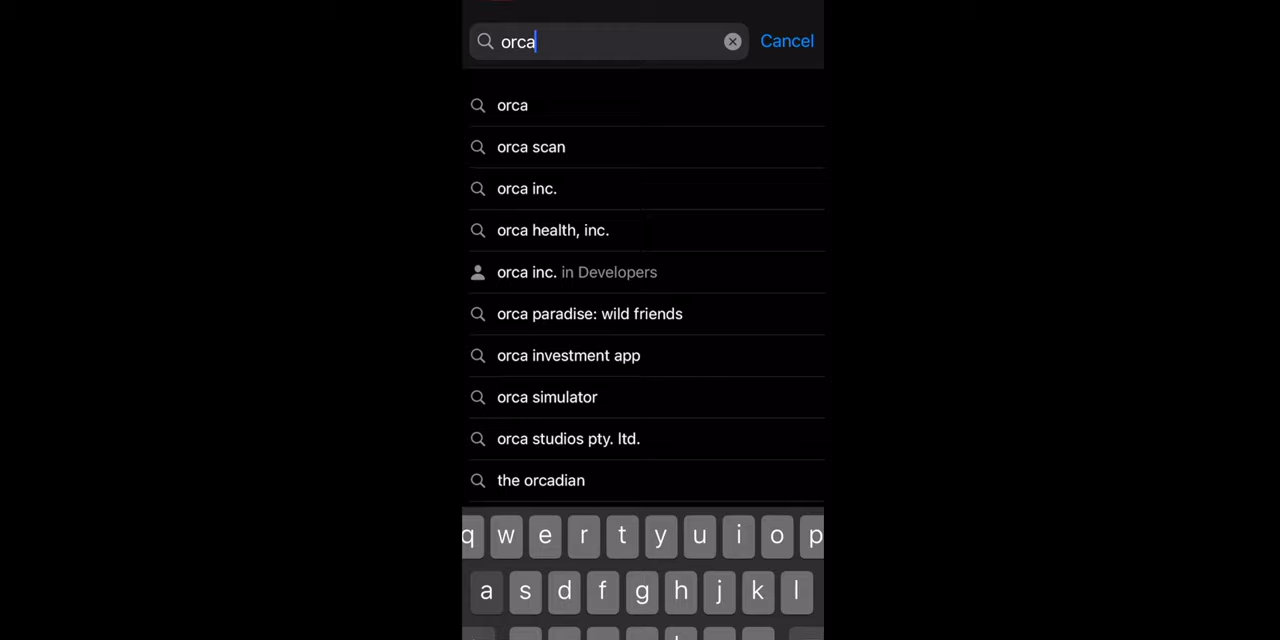 orca
Cancel
orca
orca scan
orca inc.
orca health, inc.
orca inc. in Developers
orca paradise: wild friends
orca investment app
orca simulator
orca studios pty. ltd.
the orcadian
q w e r t y u i o p
a s d f g h j k l